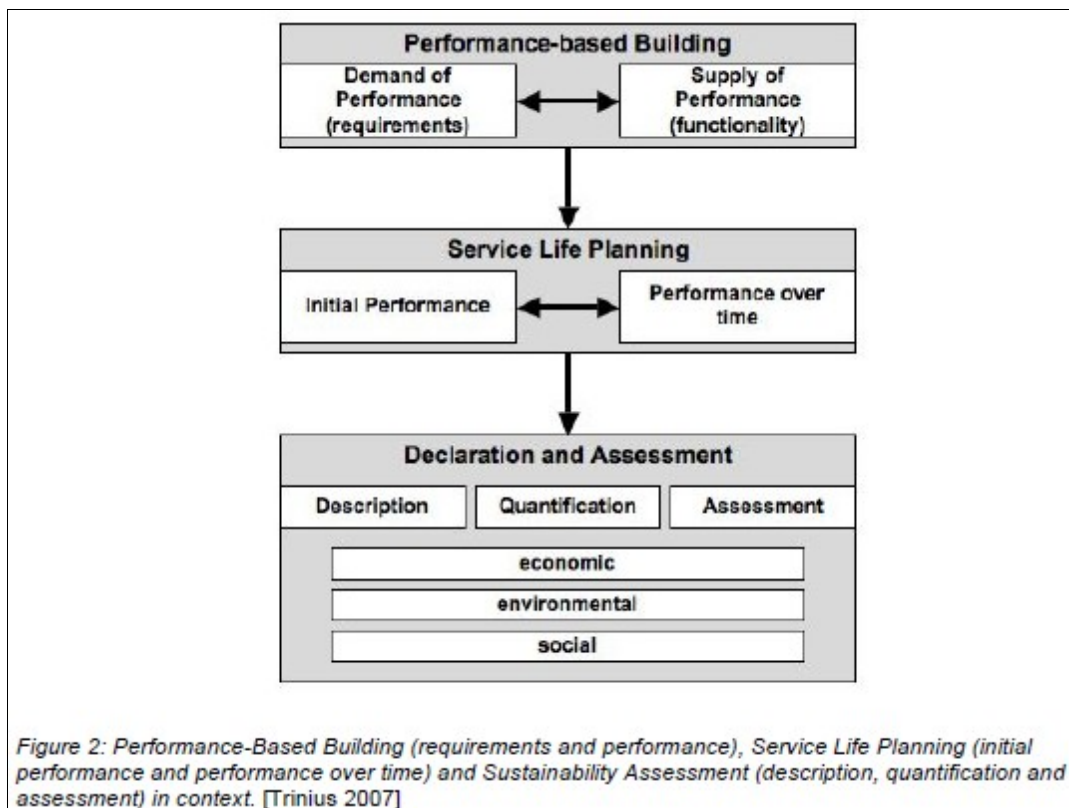 Performance-based Building
Demand of
Performance
(requirements)
Supply of
Performance
(functionality)
Service Life Planning
Initial Performance
Performance over
time
Declaration and Assessment
Description
Quantification
Assessment
economic
environmental
social
Figure 2: Performance-Based Building (requirements and performance), Service Life Planning (initial
performance and performance over time) and Sustainability Assessment (description, quantification and
assessment) in context. [Trinius 2007]